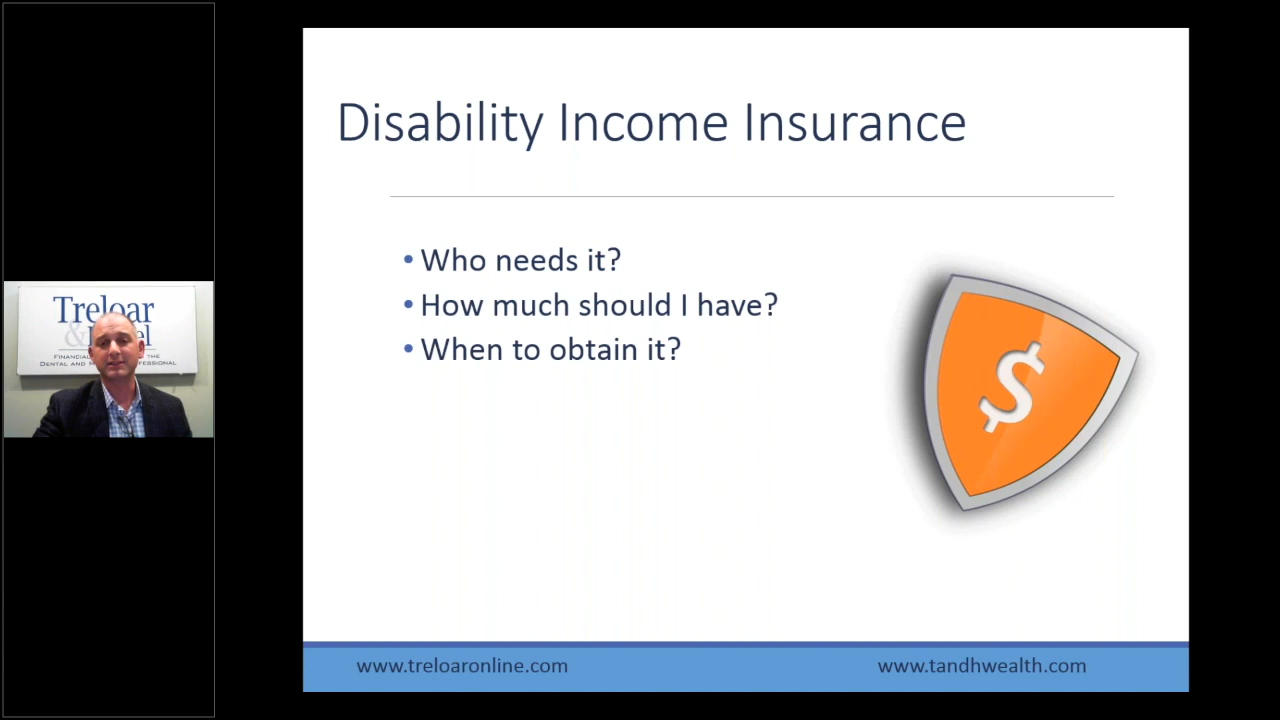 Treloar
&
FINANCIAL
THE
DENTAL AND
Disability Income Insurance
• Who needs it?
• How much should I have?
• When to obtain it?
$
www.treloaronline.com
www.tandhwealth.com